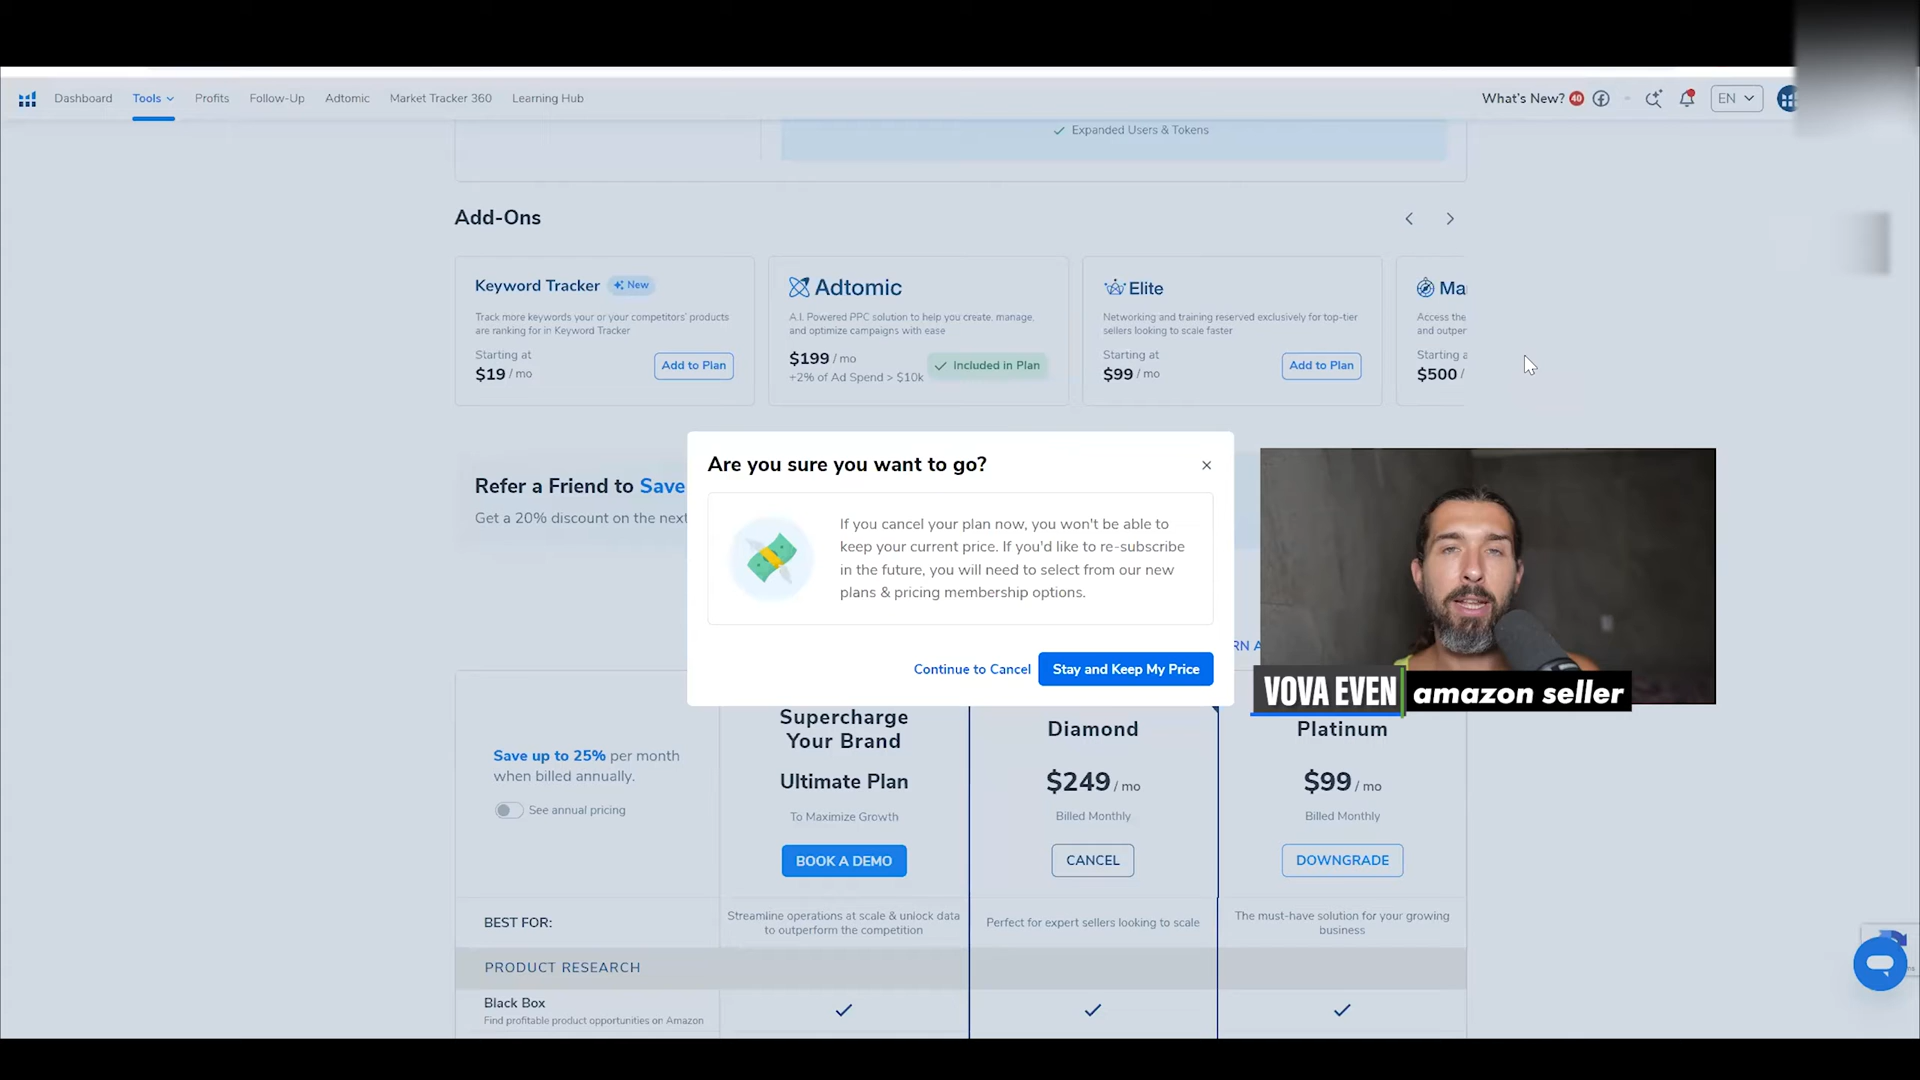 Dashboard
Tools
Profits
Follow-Up
Adtomic
Market Tracker 360
Learning Hub
What's New? 40
EN
Expanded Users & Tokens
Add-Ons
Keyword Tracker New
Track more keywords your or your competitors' products
are ranking for in Keyword Tracker
Starting at
$19 / mo
Add to Plan
Adtomic
A.I. Powered PPC solution to help you create, manage,
and optimize campaigns with ease
$199 / mo
+2% of Ad Spend > $10k
Included in Plan
Elite
Networking and training reserved exclusively for top-tier
sellers looking to scale faster
Starting at
$99 / mo
Add to Plan
Ma
Access the
and outper
Starting a
$500 /
Refer a Friend to Save
Get a 20% discount on the next
Are you sure you want to go?
If you cancel your plan now, you won't be able to
keep your current price. If you'd like to re-subscribe
in the future, you will need to select from our new
plans & pricing membership options.
Continue to Cancel
Stay and Keep My Price
RN A
VOVA EVEN amazon seller
Save up to 25% per month
when billed annually.
See annual pricing
Supercharge
Your Brand
Ultimate Plan
To Maximize Growth
BOOK A DEMO
Diamond
$249 / mo
Billed Monthly
CANCEL
Platinum
$99 / mo
Billed Monthly
DOWNGRADE
BEST FOR:
Streamline operations at scale & unlock data
to outperform the competition
Perfect for expert sellers looking to scale
The must-have solution for your growing
business
PRODUCT RESEARCH
Black Box
Find profitable product opportunities on Amazon